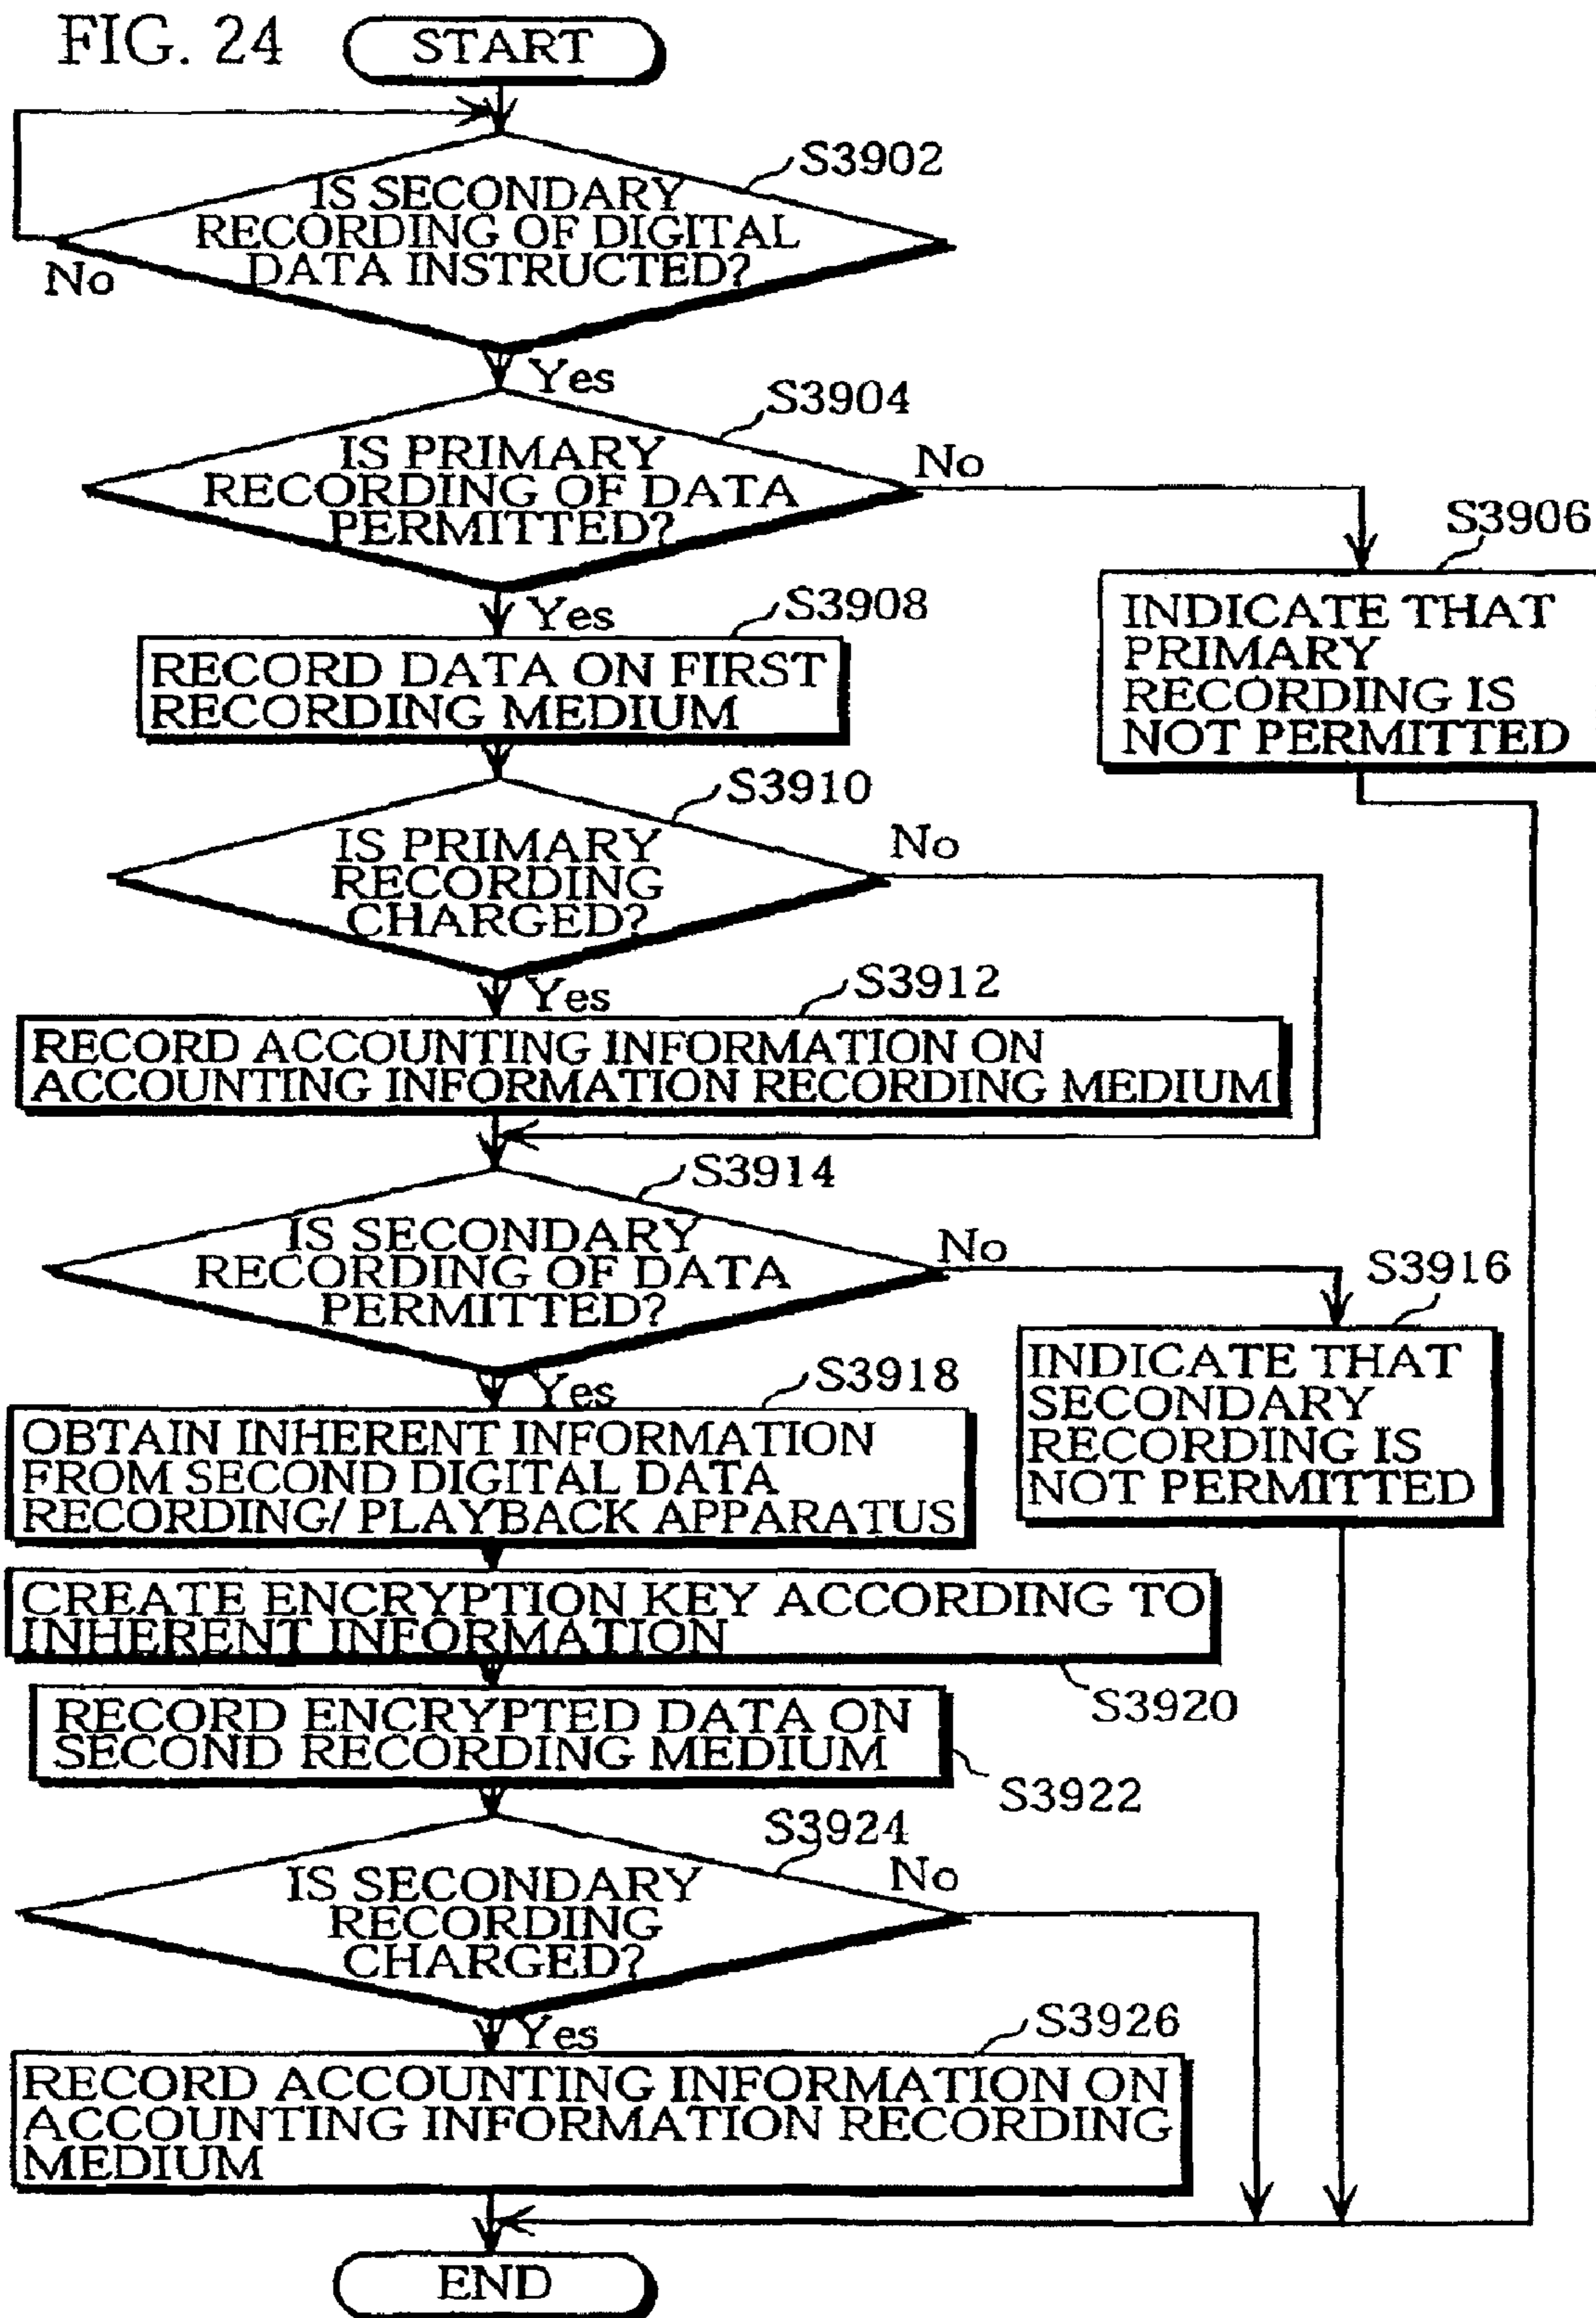 FIG. 24
START
S3902
IS SECONDARY
RECORDING OF DIGITAL
DATA INSTRUCTED?
No
Yes
S3904
IS PRIMARY
RECORDING OF DATA
PERMITTED?
No
S3906
INDICATE THAT
PRIMARY
RECORDING IS
NOT PERMITTED
Yes
S3908
RECORD DATA ON FIRST
RECORDING MEDIUM
S3910
IS PRIMARY
RECORDING
CHARGED?
No
Yes
S3912
RECORD ACCOUNTING INFORMATION ON
ACCOUNTING INFORMATION RECORDING MEDIUM
S3914
IS SECONDARY
RECORDING OF DATA
PERMITTED?
No
S3916
INDICATE THAT
SECONDARY
RECORDING IS
NOT PERMITTED
Yes
S3918
OBTAIN INHERENT INFORMATION
FROM SECOND DIGITAL DATA
RECORDING/ PLAYBACK APPARATUS
CREATE ENCRYPTION KEY ACCORDING TO
INHERENT INFORMATION
S3920
RECORD ENCRYPTED DATA ON
SECOND RECORDING MEDIUM
S3922
S3924
IS SECONDARY
RECORDING
CHARGED?
No
Yes
S3926
RECORD ACCOUNTING INFORMATION ON
ACCOUNTING INFORMATION RECORDING
MEDIUM
END